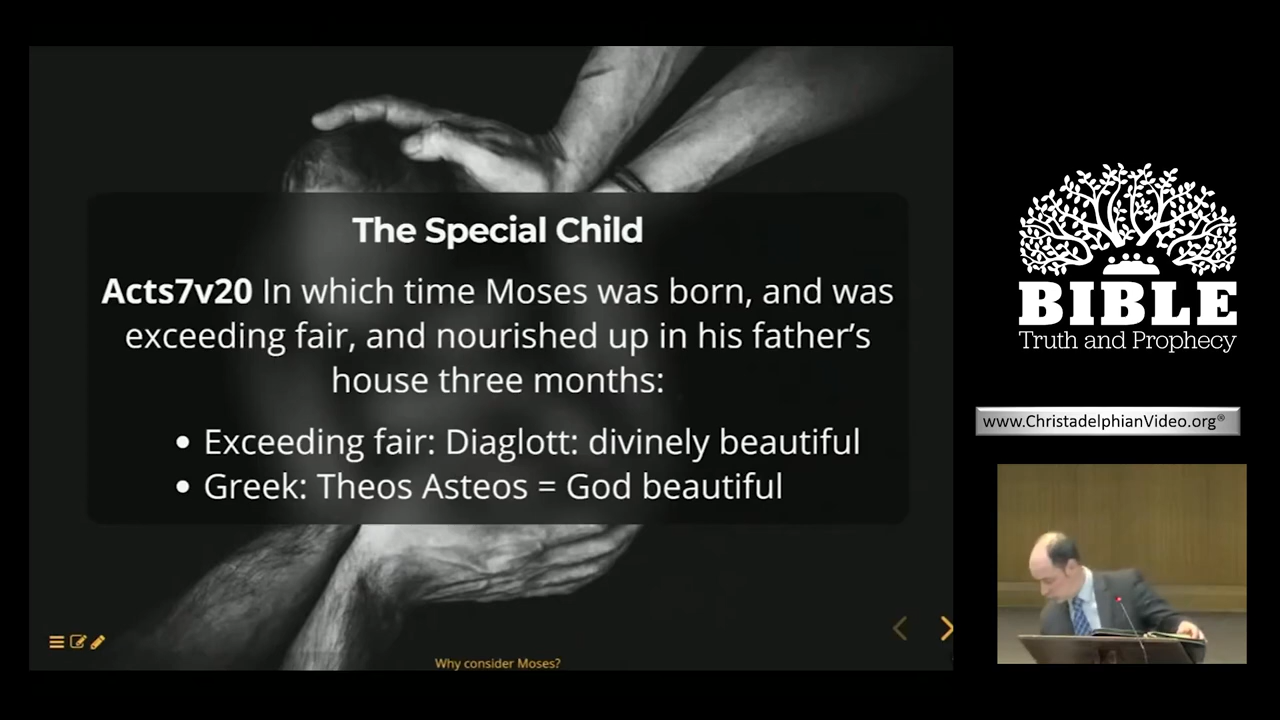 The Special Child
Acts7v20 In which time Moses was born, and was
exceeding fair, and nourished up in his father’s
house three months:
• Exceeding fair: Diaglott: divinely beautiful
• Greek: Theos Asteos = God beautiful
Why consider Moses?
BIBLE
Truth and Prophecy
www.ChristadelphianVideo.org®